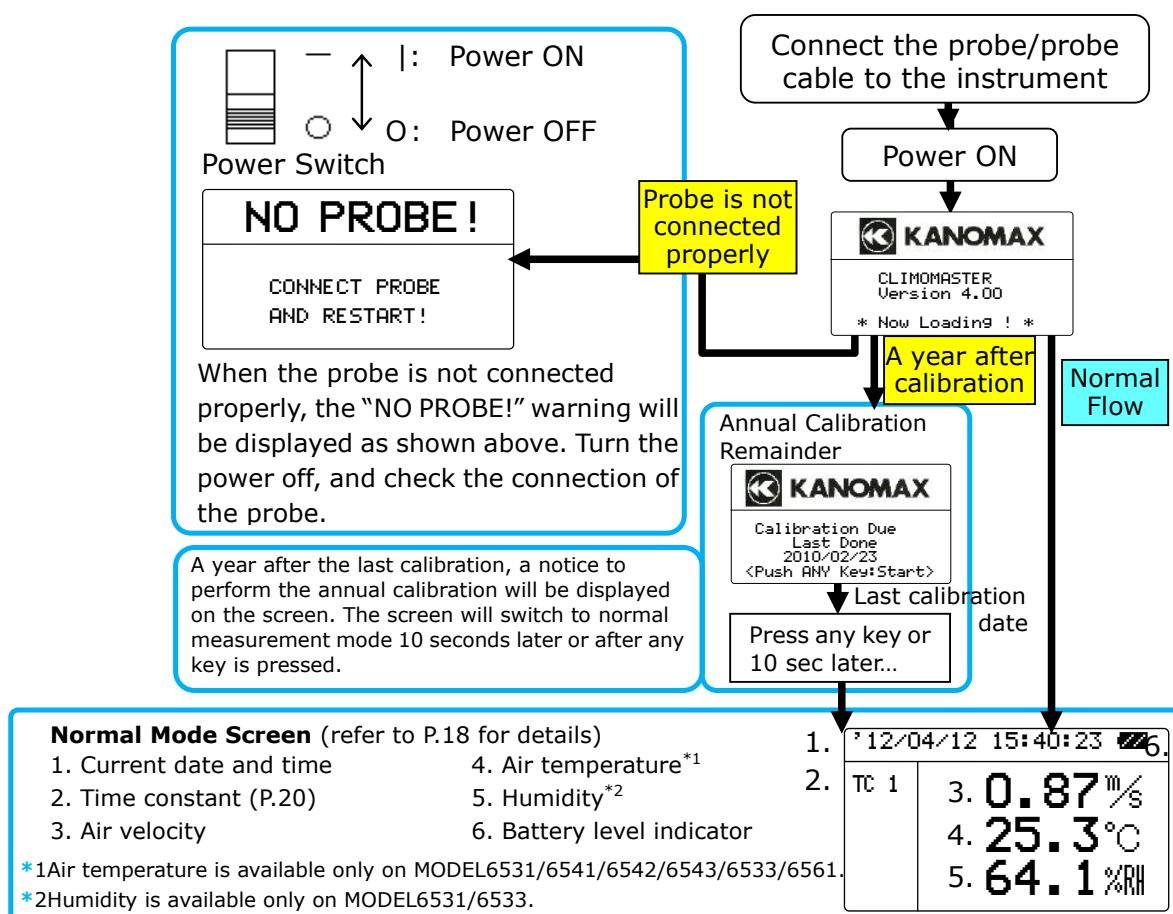 |: Power ON
O: Power OFF
Power Switch
NO PROBE!
CONNECT PROBE
AND RESTART!
When the probe is not connected
properly, the “NO PROBE!” warning will
be displayed as shown above. Turn the
power off, and check the connection of
the probe.
Connect the probe/probe
cable to the instrument
Power ON
Probe is not
connected
properly
KANOMAX
CLIMOMASTER
Version 4.00
* Now Loading ! *
A year after
calibration
Normal
Flow
Annual Calibration
Remainder
KANOMAX
Calibration Due
Last Done
2010/02/23
<Push ANY Key:Start>
Last calibration
date
Press any key or
10 sec later…
A year after the last calibration, a notice to
perform the annual calibration will be displayed
on the screen. The screen will switch to normal
measurement mode 10 seconds later or after any
key is pressed.
Normal Mode Screen (refer to P.18 for details)
1. Current date and time
2. Time constant (P.20)
3. Air velocity
4. Air temperature*1
5. Humidity*2
6. Battery level indicator
*1Air temperature is available only on MODEL6531/6541/6542/6543/6533/6561.
*2Humidity is available only on MODEL6531/6533.
1. '12/04/12 15:40:23 6.
2. TC 1
3. 0.87 m/s
4. 25.3 °C
5. 64.1 %RH